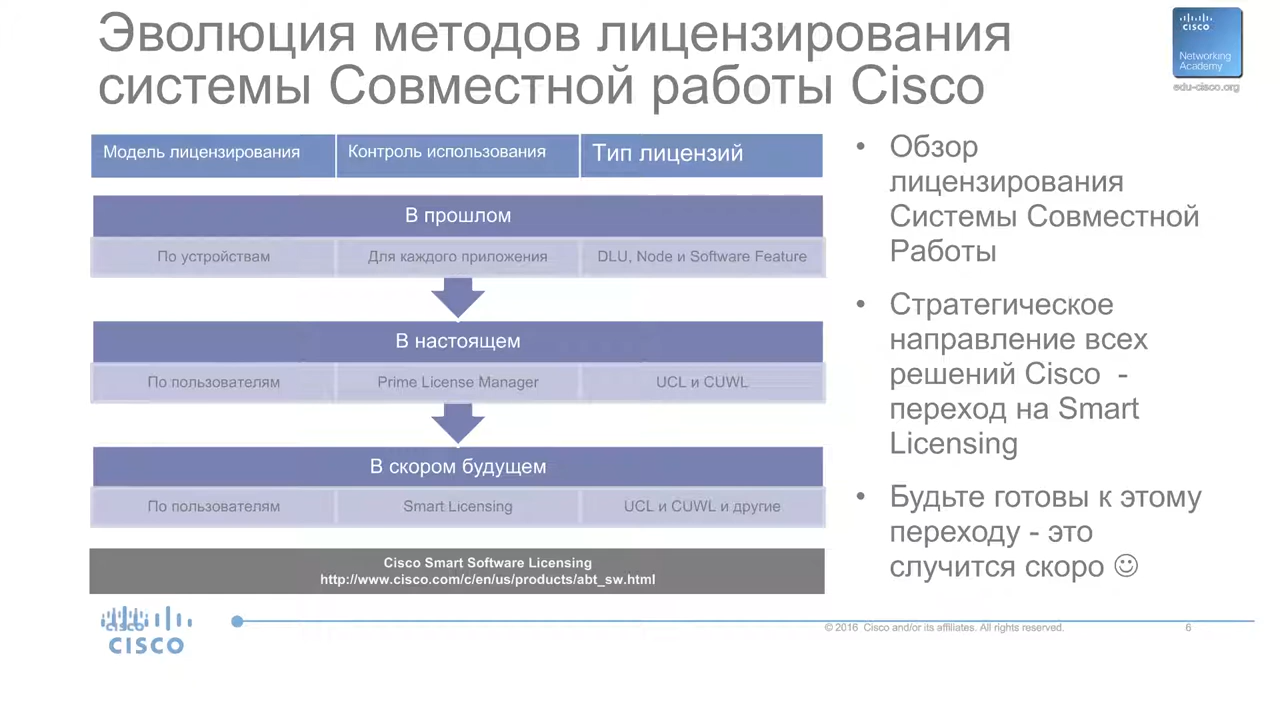 Эволюция методов лицензирования
системы Совместной работы Cisco
cisco
Networking
Academy
edu-cisco.org
Модель лицензирования Контроль использования Тип лицензий
В прошлом
По устройствам Для каждого приложения DLU, Node и Software Feature
В настоящем
По пользователям Prime License Manager UCL и CUWL
В скором будущем
По пользователям Smart Licensing UCL и CUWL и другие
Cisco Smart Software Licensing
http://www.cisco.com/c/en/us/products/abt_sw.html
• Обзор
лицензирования
Системы Совместной
Работы
• Стратегическое
направление всех
решений Cisco -
переход на Smart
Licensing
• Будьте готовы к этому
переходу - это
случится скоро ☺
cisco
CISCO
© 2016 Cisco and/or its affiliates. All rights reserved. 6